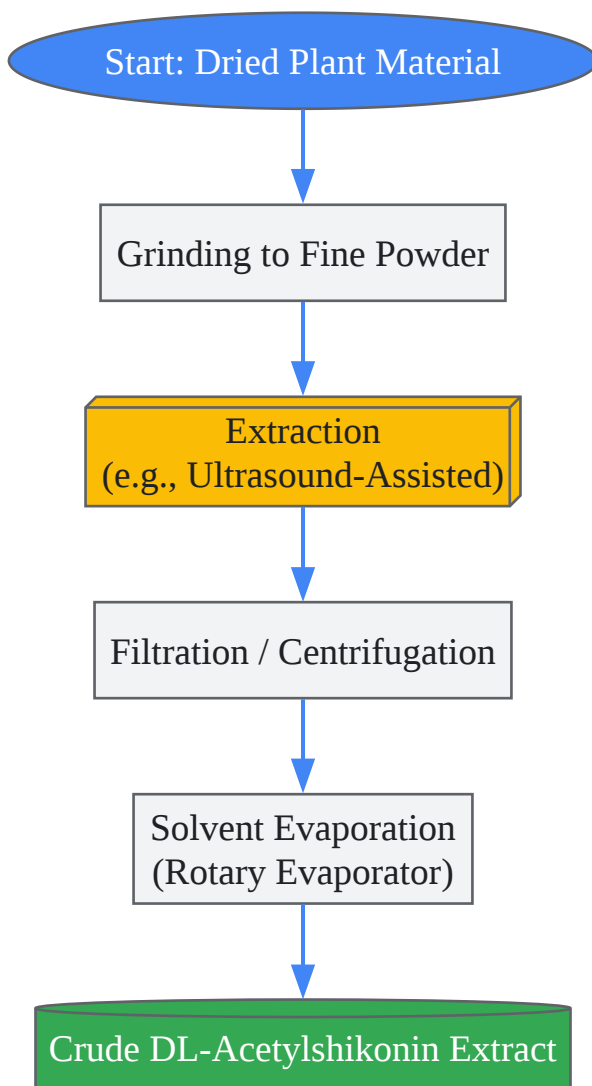 Start: Dried Plant Material
Grinding to Fine Powder
Extraction
(e.g., Ultrasound-Assisted)
Filtration / Centrifugation
Solvent Evaporation
(Rotary Evaporator)
Crude DL-Acetylshikonin Extract